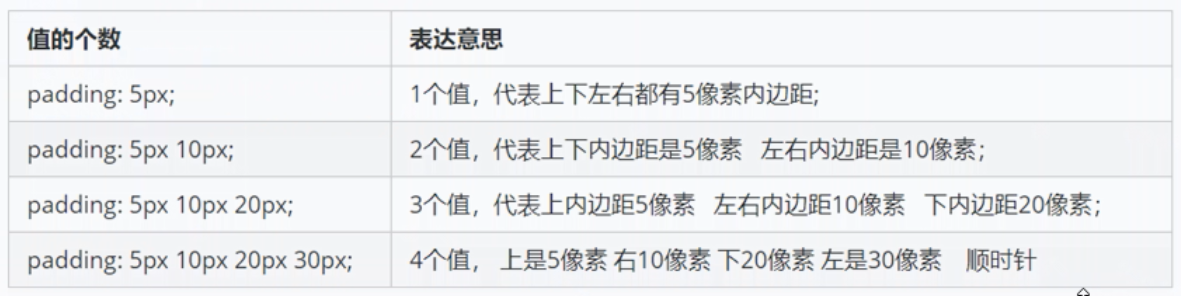 值的个数 表达意思
padding: 5px; 1个值，代表上下左右都有5像素内边距;
padding: 5px 10px; 2个值，代表上下内边距是5像素 左右内边距是10像素；
padding: 5px 10px 20px; 3个值，代表上内边距5像素 左右内边距10像素 下内边距20像素；
padding: 5px 10px 20px 30px; 4个值， 上是5像素 右10像素 下20像素 左是30像素 顺时针